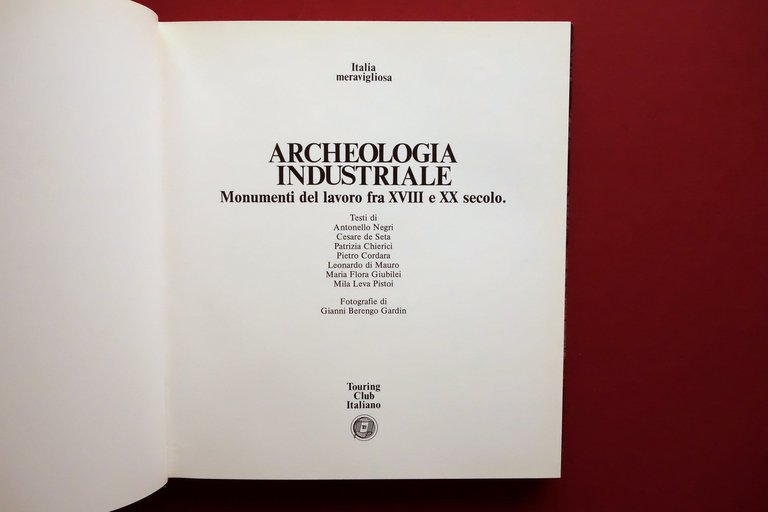 Italia
meravigliosa
ARCHEOLOGIA
INDUSTRIALE
Monumenti del lavoro fra XVIII e XX secolo.
Testi di
Antonello Negri
Cesare de Seta
Patrizia Chierici
Pietro Cordara
Leonardo di Mauro
Maria Flora Giubilei
Mila Leva Pistoi
Fotografie di
Gianni Berengo Gardin
Touring
Club
Italiano